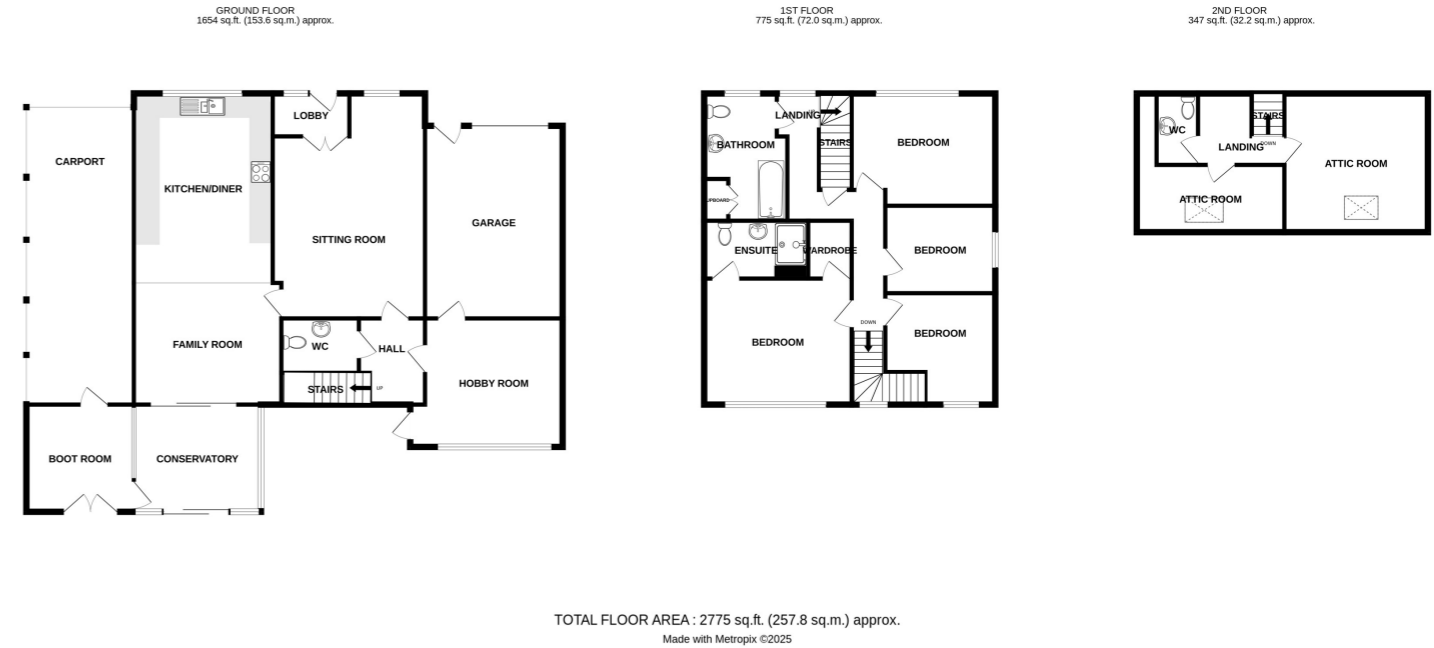 GROUND FLOOR
1654 sq.ft. (153.6 sq.m.) approx.
1ST FLOOR
775 sq.ft. (72.0 sq.m.) approx.
2ND FLOOR
347 sq.ft. (32.2 sq.m.) approx.
CARPORT
KITCHEN/DINER
LOBBY
SITTING ROOM
GARAGE
FAMILY ROOM
WC
HALL
STAIRS
UP
HOBBY ROOM
BOOT ROOM
CONSERVATORY
LANDING
UP
BATHROOM
STAIRS
BEDROOM
UPBOARD
ENSUITE
WARDROBE
BEDROOM
BEDROOM
DOWN
BEDROOM
WC
STAIRS
LANDING
DOWN
ATTIC ROOM
ATTIC ROOM
TOTAL FLOOR AREA : 2775 sq.ft. (257.8 sq.m.) approx.
Made with Metropix ©2025